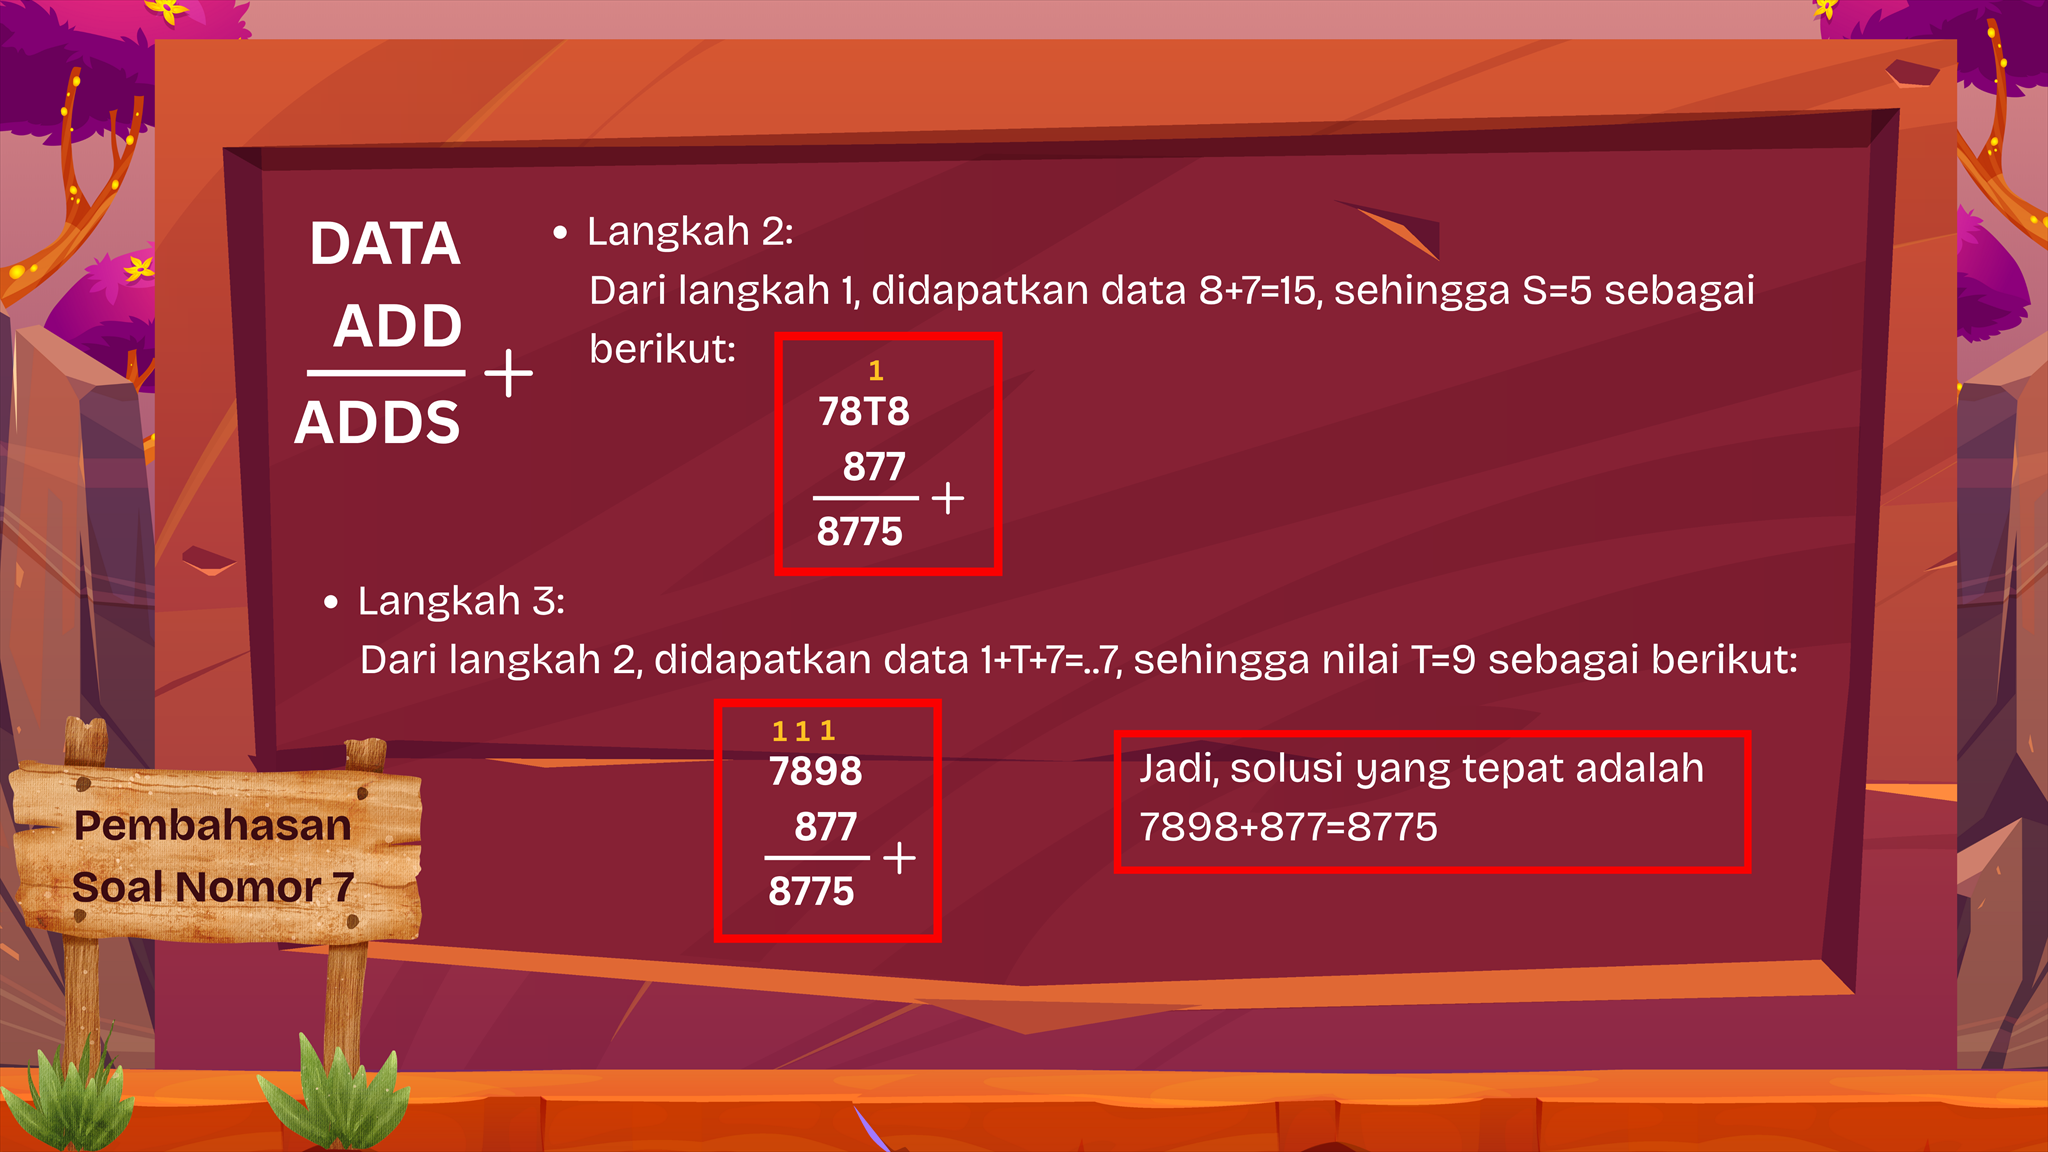 DATA
ADD
+
ADDS
• Langkah 2:
Dari langkah 1, didapatkan data 8+7=15, sehingga S=5 sebagai
berikut:
1
78T8
877
+
8775
• Langkah 3:
Dari langkah 2, didapatkan data 1+T+7=..7, sehingga nilai T=9 sebagai berikut:
1 1 1
7898
877
+
8775
Jadi, solusi yang tepat adalah
7898+877=8775
Pembahasan
Soal Nomor 7